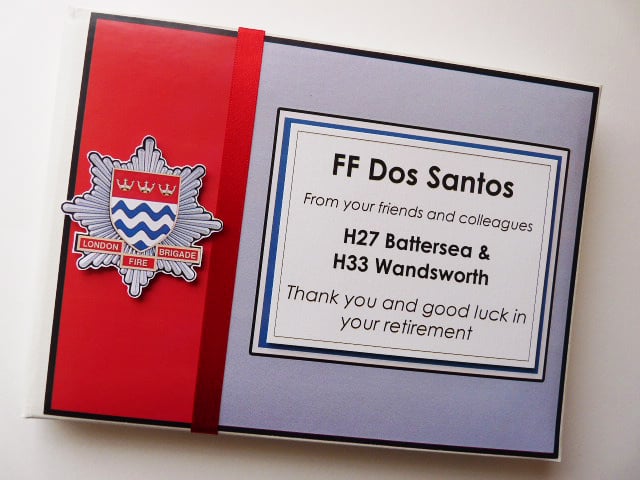 LONDON
FIRE
BRIGADE
FF Dos Santos
From your friends and colleagues
H27 Battersea &
H33 Wandsworth
Thank you and good luck in
your retirement